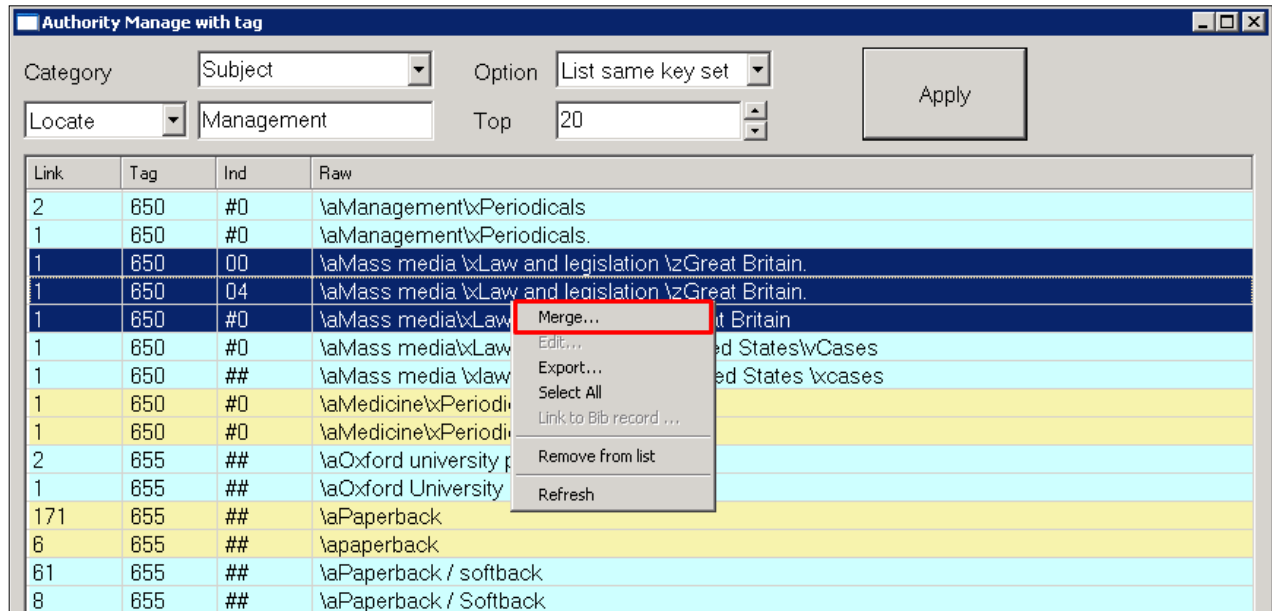 Authority Manage with tag
Category Subject Option List same key set Apply
Locate Management Top 20
Link Tag Ind Raw
2 650 #0 \aManagement\xPeriodicals
1 650 #0 \aManagement\xPeriodicals.
1 650 00 \aMass media \xLaw and legislation \zGreat Britain.
1 650 04 \aMass media \xLaw and legislation \zGreat Britain.
1 650 #0 \aMass media\xLaw Merge... t Britain
Edit...
1 650 #0 \aMass media\xLaw ed States\vCases
Export...
1 650 ## \aMass media \xlaw ed States \xcases
Select All
1 650 #0 \aMedicine\xPeriodi
Link to Bib record ...
1 650 #0 \aMedicine\xPeriodi
Remove from list
2 655 ## \aOxford university p
1 655 ## \aOxford University
Refresh
171 655 ## \aPaperback
6 655 ## \apaperback
61 655 ## \aPaperback / softback
8 655 ## \aPaperback / Softback